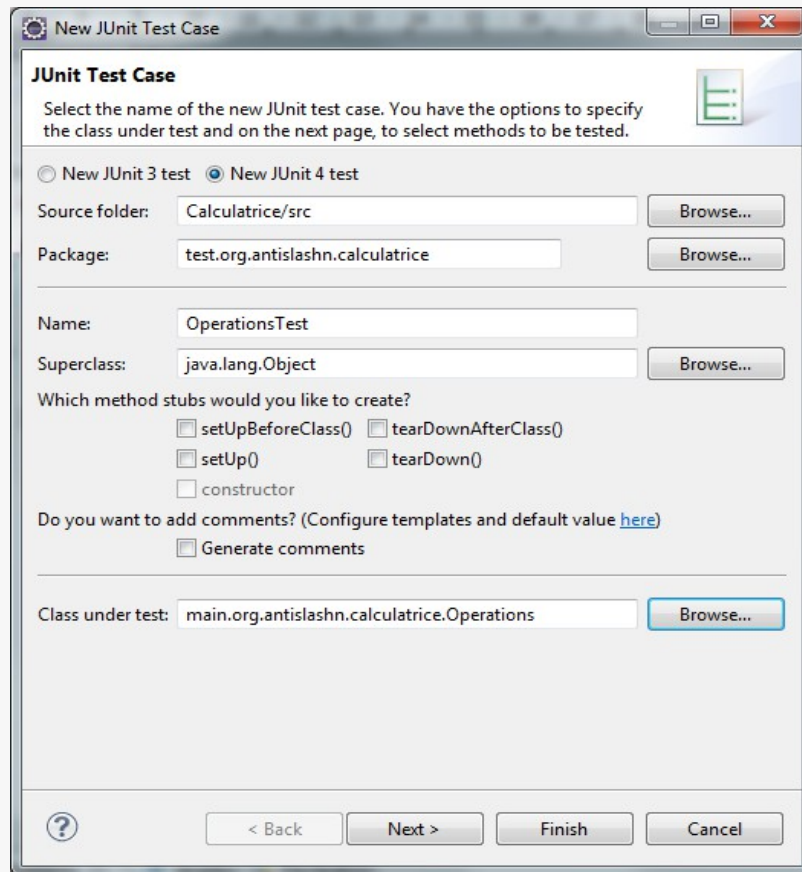 New JUnit Test Case
JUnit Test Case
Select the name of the new JUnit test case. You have the options to specify
the class under test and on the next page, to select methods to be tested.
New JUnit 3 test New JUnit 4 test
Source folder: Calculatrice/src Browse...
Package: test.org.antislashn.calculatrice Browse...
Name: OperationsTest
Superclass: java.lang.Object Browse...
Which method stubs would you like to create?
setUpBeforeClass() tearDownAfterClass()
setUp() tearDown()
constructor
Do you want to add comments? (Configure templates and default value here)
Generate comments
Class under test: main.org.antislashn.calculatrice.Operations Browse...
? < Back Next > Finish Cancel